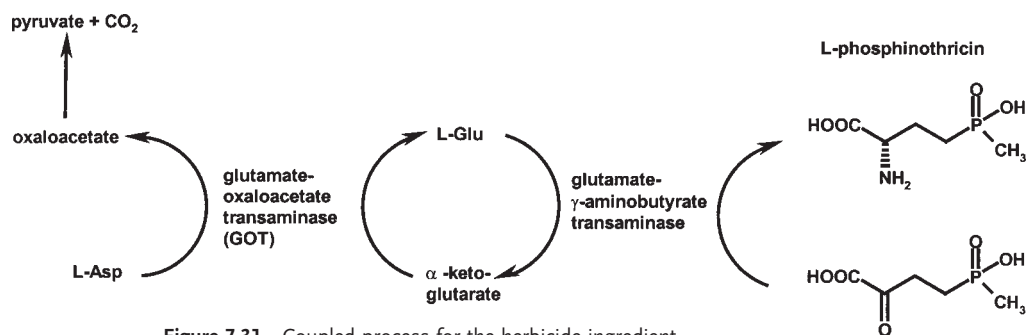 pyruvate + CO₂
L-phosphinothricin
oxaloacetate
L-Glu
glutamate-
oxaloacetate
transaminase
(GOT)
glutamate-
γ-aminobutyrate
transaminase
L-Asp
α -keto-
glutarate
O
HOOC
P
OH
CH₃
NH₂
O
HOOC
P
OH
CH₃
O
Figure 7.31 Coupled process for the herbicide ingredient